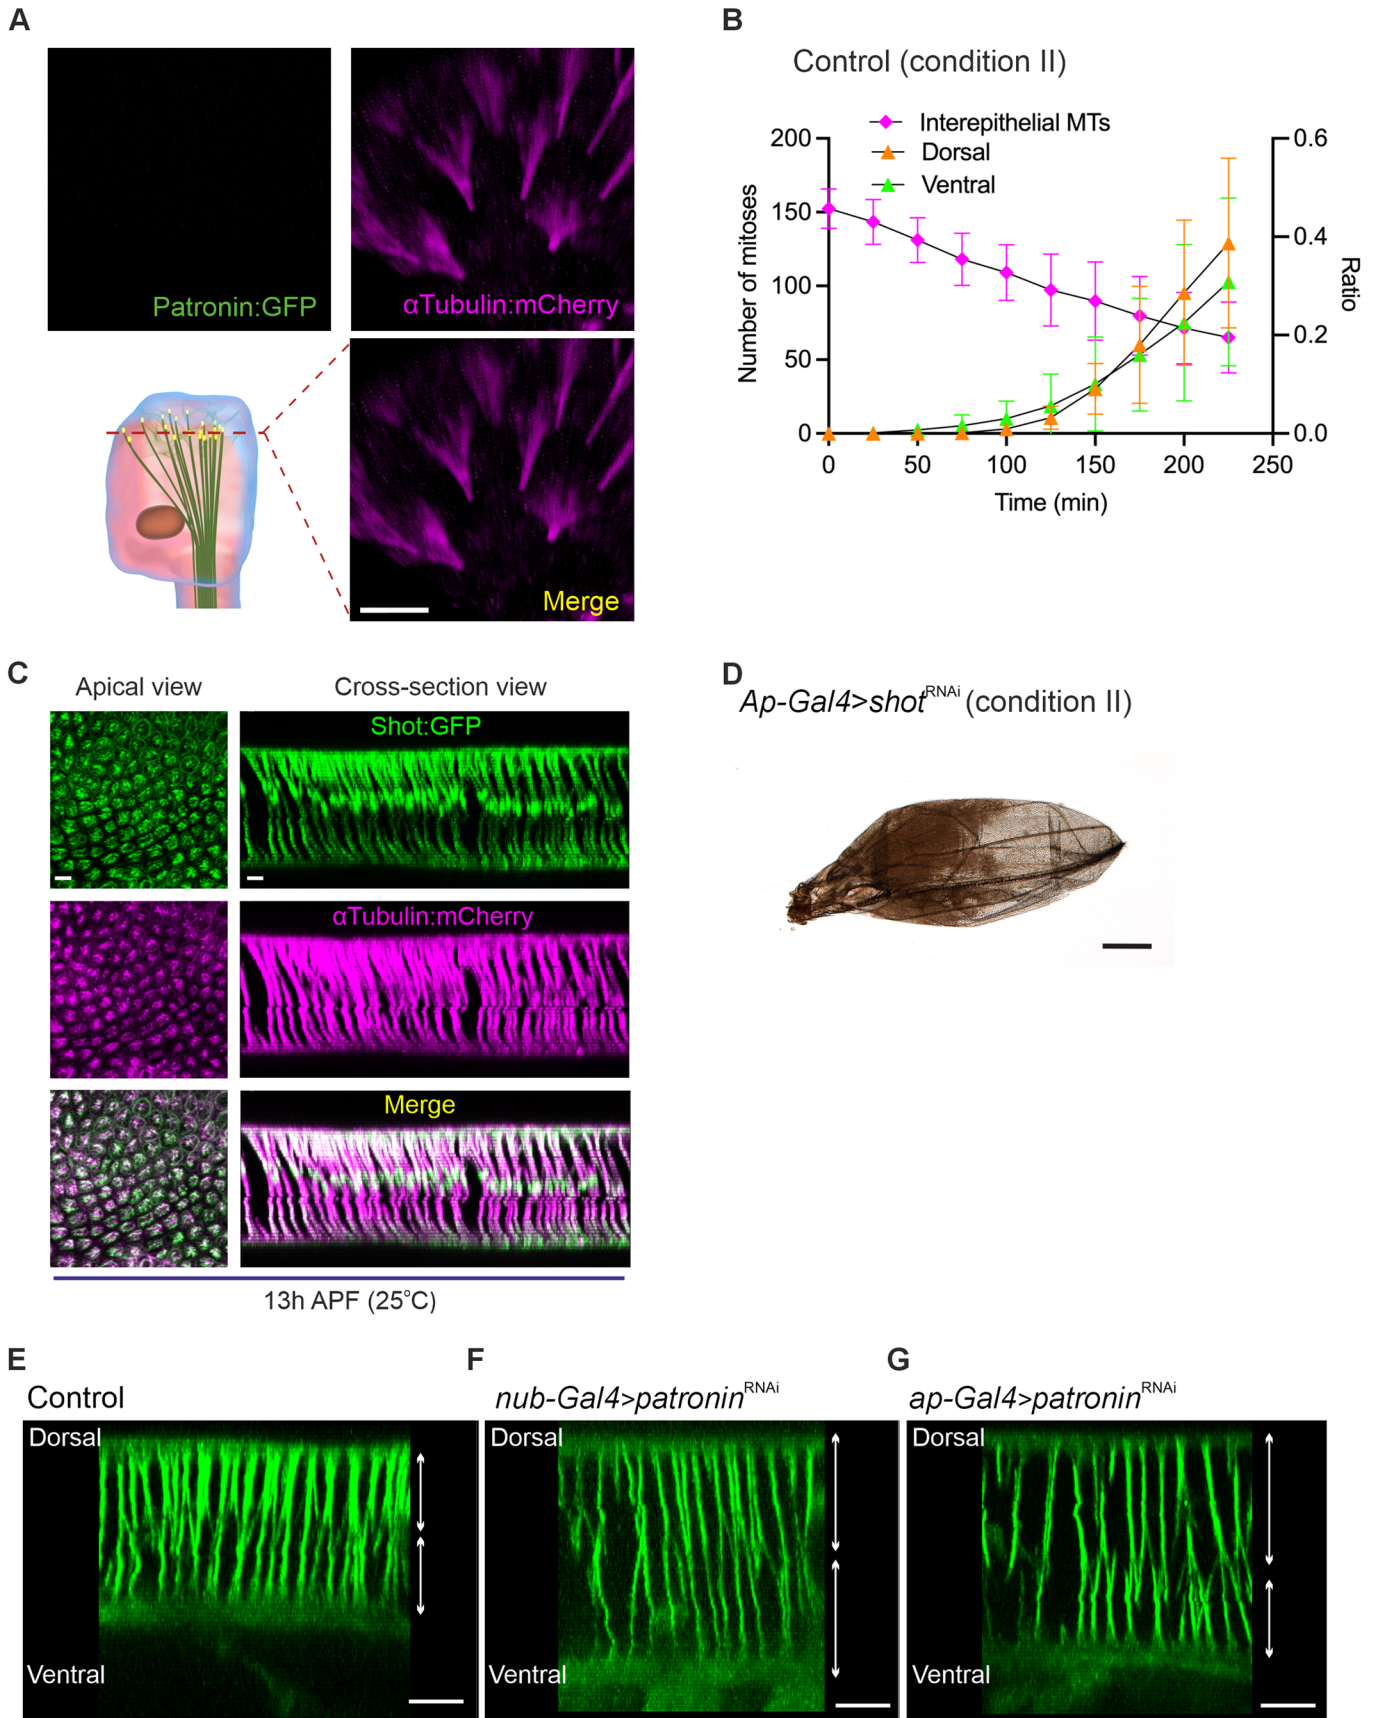 A
Patronin:GFP
αTubulin:mCherry
Merge
B
Control (condition II)
Interepithelial MTs
Dorsal
Ventral
200
150
100
50
0
Number of mitoses
0.6
0.4
0.2
0.0
Ratio
0 50 100 150 200 250
Time (min)
C
Apical view
Cross-section view
Shot:GFP
αTubulin:mCherry
Merge
13h APF (25°C)
D
Ap-Gal4>shotRNAi (condition II)
E
Control
Dorsal
Ventral
F
nub-Gal4>patroninRNAi
Dorsal
Ventral
G
ap-Gal4>patroninRNAi
Dorsal
Ventral